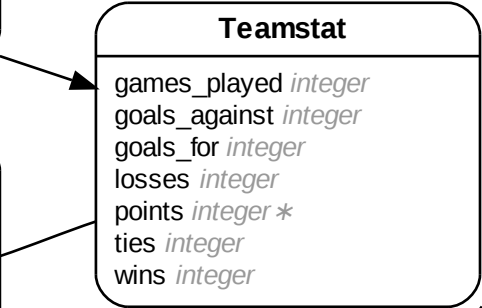 Teamstat
games_played integer
goals_against integer
goals_for integer
losses integer
points integer ∗
ties integer
wins integer